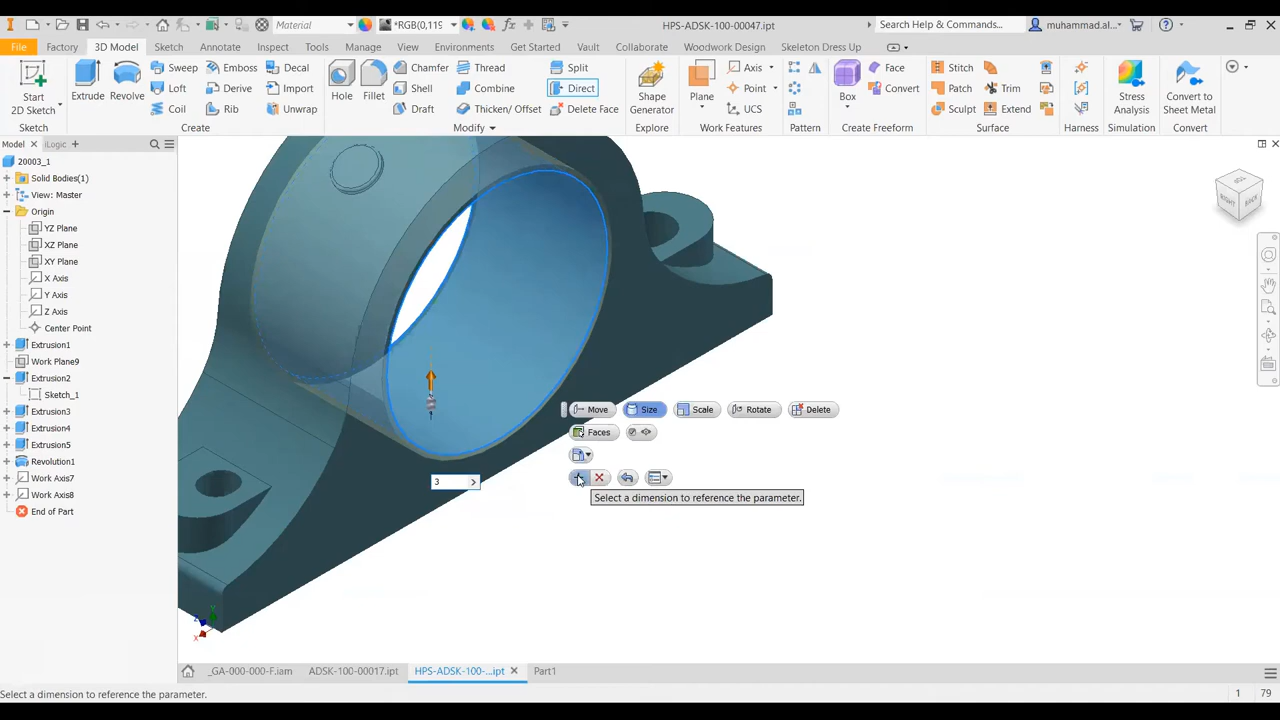 Material
*RGB(0,119
HPS-ADSK-100-00047.ipt
Search Help & Commands...
muhammad.al...
File
Factory
3D Model
Sketch
Annotate
Inspect
Tools
Manage
View
Environments
Get Started
Vault
Collaborate
Woodwork Design
Skeleton Dress Up
Start
2D Sketch
Extrude
Revolve
Sweep
Loft
Coil
Emboss
Derive
Rib
Decal
Import
Unwrap
Hole
Fillet
Chamfer
Shell
Draft
Thread
Combine
Thicken/ Offset
Split
Direct
Delete Face
Shape
Generator
Plane
Axis
Point
UCS
Box
Face
Convert
Stitch
Patch
Sculpt
Trim
Extend
Stress
Analysis
Convert to
Sheet Metal
Sketch
Create
Modify
Explore
Work Features
Pattern
Create Freeform
Surface
Harness
Simulation
Convert
Model
iLogic
20003_1
Solid Bodies(1)
View: Master
Origin
YZ Plane
XZ Plane
XY Plane
X Axis
Y Axis
Z Axis
Center Point
Extrusion1
Work Plane9
Extrusion2
Sketch_1
Extrusion3
Extrusion4
Extrusion5
Revolution1
Work Axis7
Work Axis8
End of Part
RIGHT
BACK
Move
Size
Scale
Rotate
Delete
Faces
3
Select a dimension to reference the parameter.
Y
Z
X
_GA-000-000-F.iam
ADSK-100-00017.ipt
HPS-ADSK-100-...ipt
Part1
Select a dimension to reference the parameter.
1
79